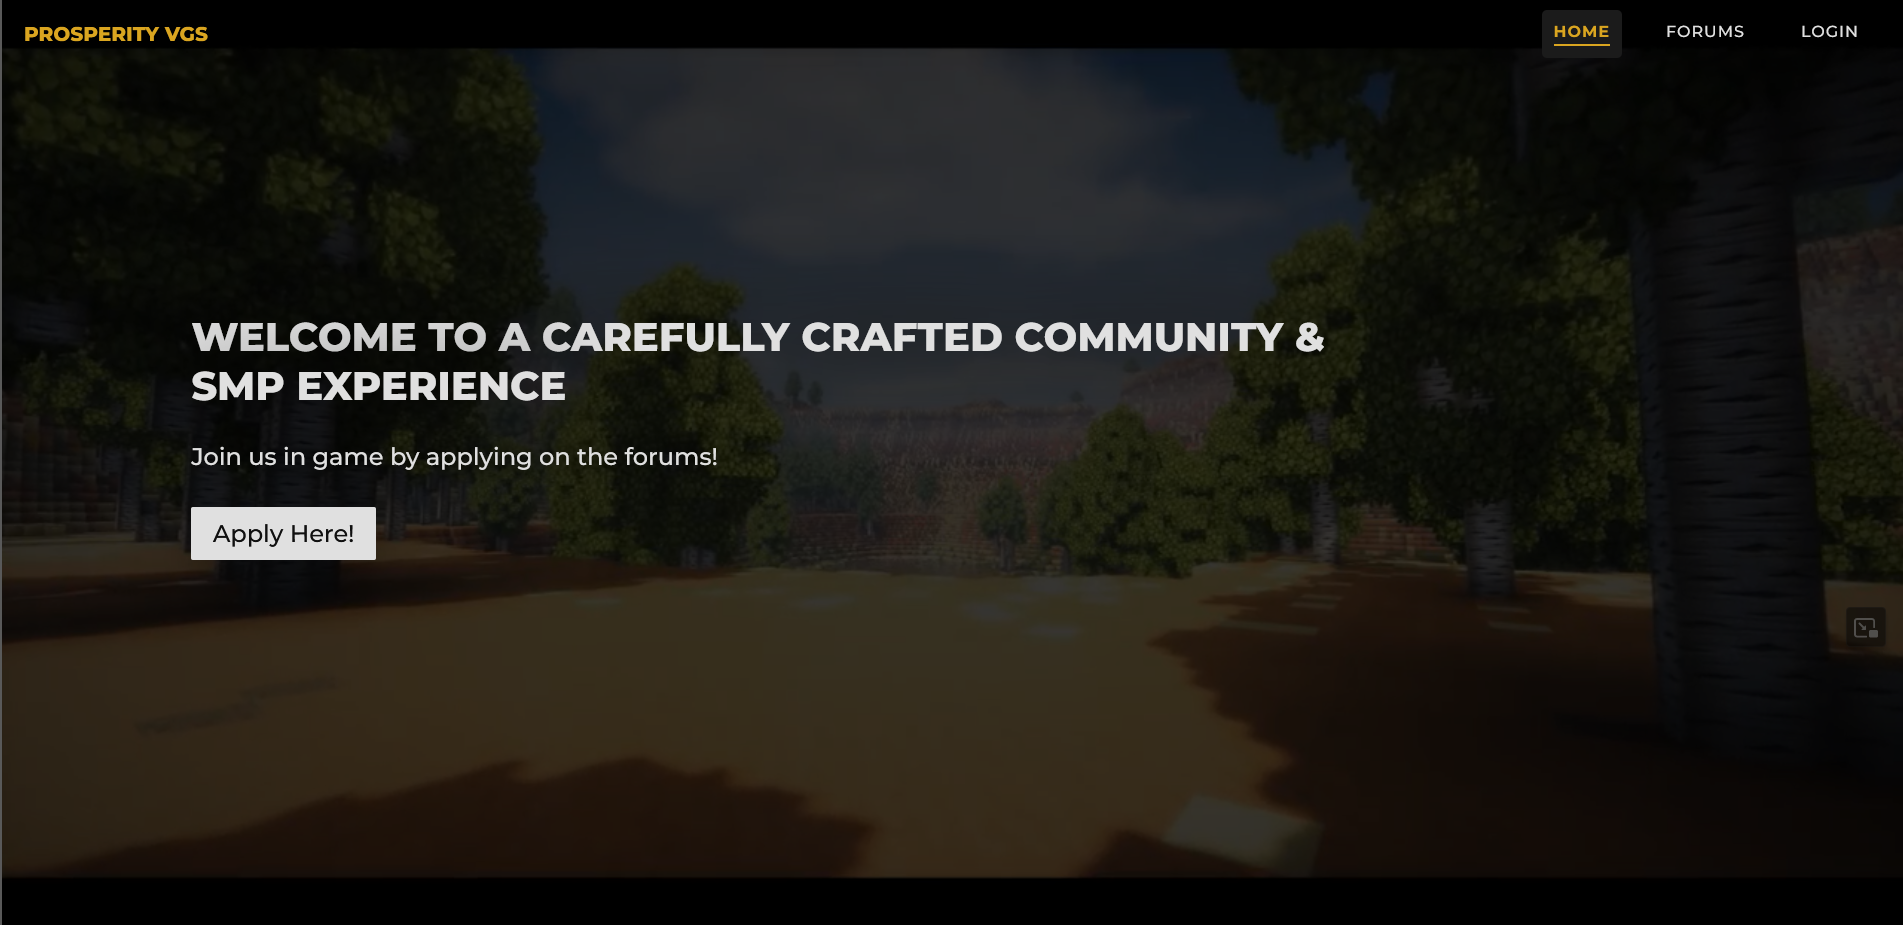 PROSPERITY VGS
HOME FORUMS LOGIN
WELCOME TO A CAREFULLY CRAFTED COMMUNITY &
SMP EXPERIENCE
Join us in game by applying on the forums!
Apply Here!